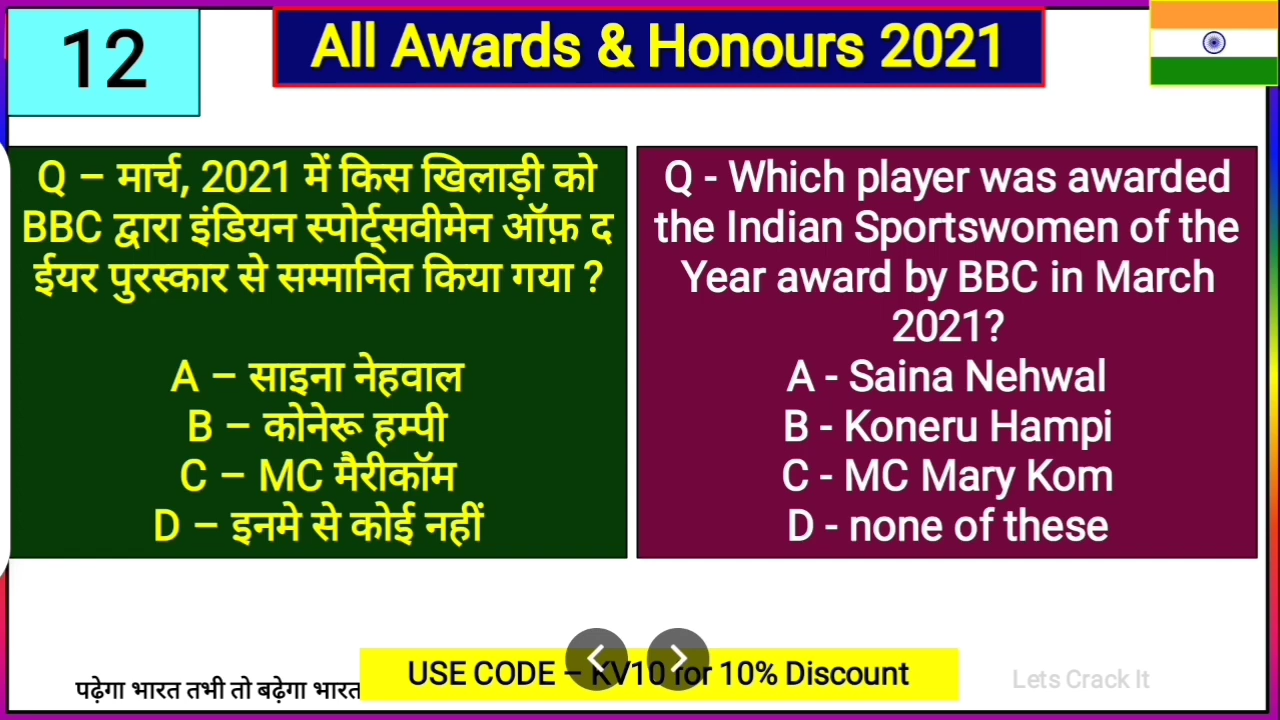 12
All Awards & Honours 2021
Q – मार्च, 2021 में किस खिलाड़ी को
BBC द्वारा इंडियन स्पोर्ट्सवीमेन ऑफ़ द
ईयर पुरस्कार से सम्मानित किया गया ?
A – साइना नेहवाल
B – कोनेरू हम्पी
C – MC मैरीकॉम
D – इनमे से कोई नहीं
Q - Which player was awarded
the Indian Sportswomen of the
Year award by BBC in March
2021?
A - Saina Nehwal
B - Koneru Hampi
C - MC Mary Kom
D - none of these
पढ़ेगा भारत तभी तो बढ़ेगा भारत
USE CODE – KV10 for 10% Discount
Lets Crack It